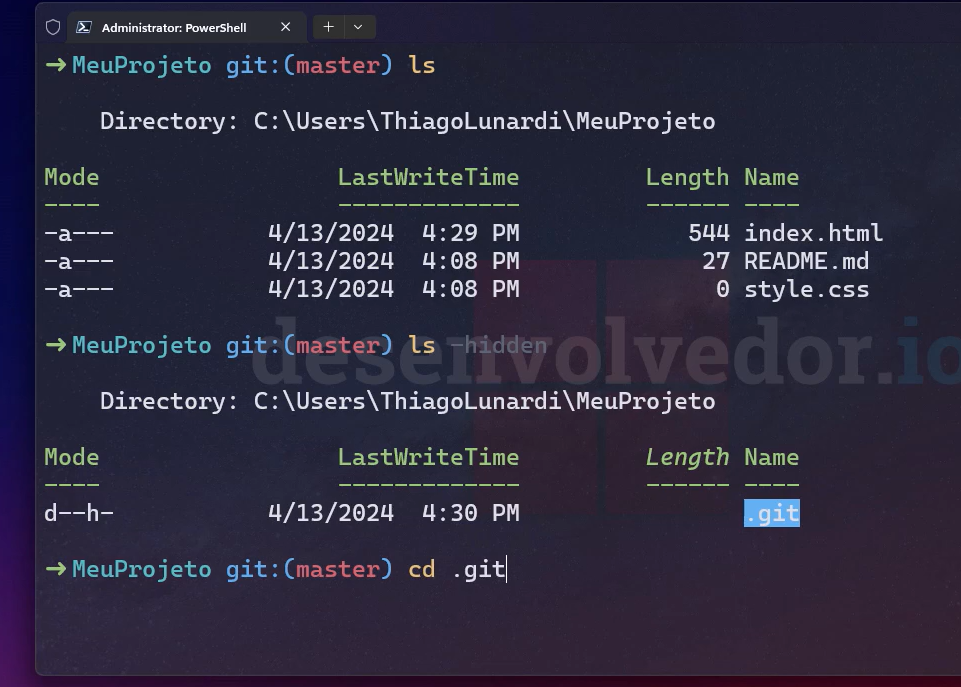 Administrator: PowerShell
→ MeuProjeto git:(master) ls
Directory: C:\Users\ThiagoLunardi\MeuProjeto
Mode LastWriteTime Length Name
---- ------------- ------ ----
-a--- 4/13/2024 4:29 PM 544 index.html
-a--- 4/13/2024 4:08 PM 27 README.md
-a--- 4/13/2024 4:08 PM 0 style.css
→ MeuProjeto git:(master) ls -hidden
desenvolvedor.io
Directory: C:\Users\ThiagoLunardi\MeuProjeto
Mode LastWriteTime Length Name
---- ------------- ------ ----
d--h- 4/13/2024 4:30 PM .git
→ MeuProjeto git:(master) cd .git